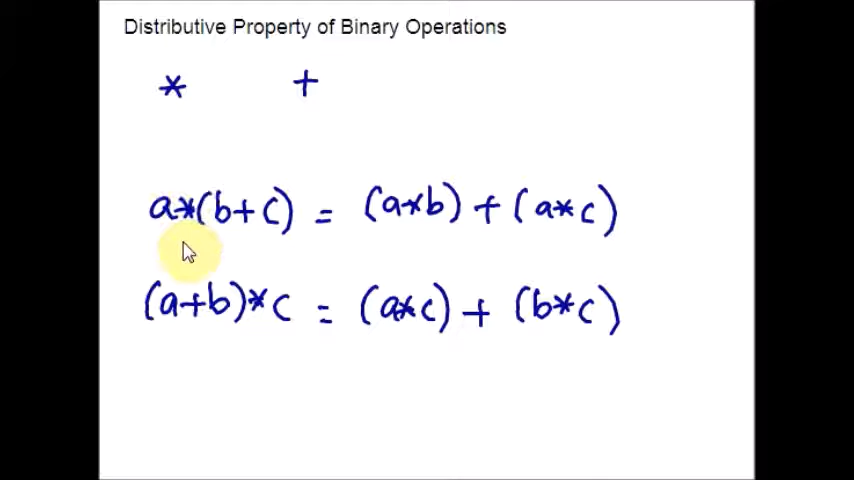 Distributive Property of Binary Operations
* +
a*(b+c) = (a*b) + (a*c)
(a+b)*c = (a*c) + (b*c)